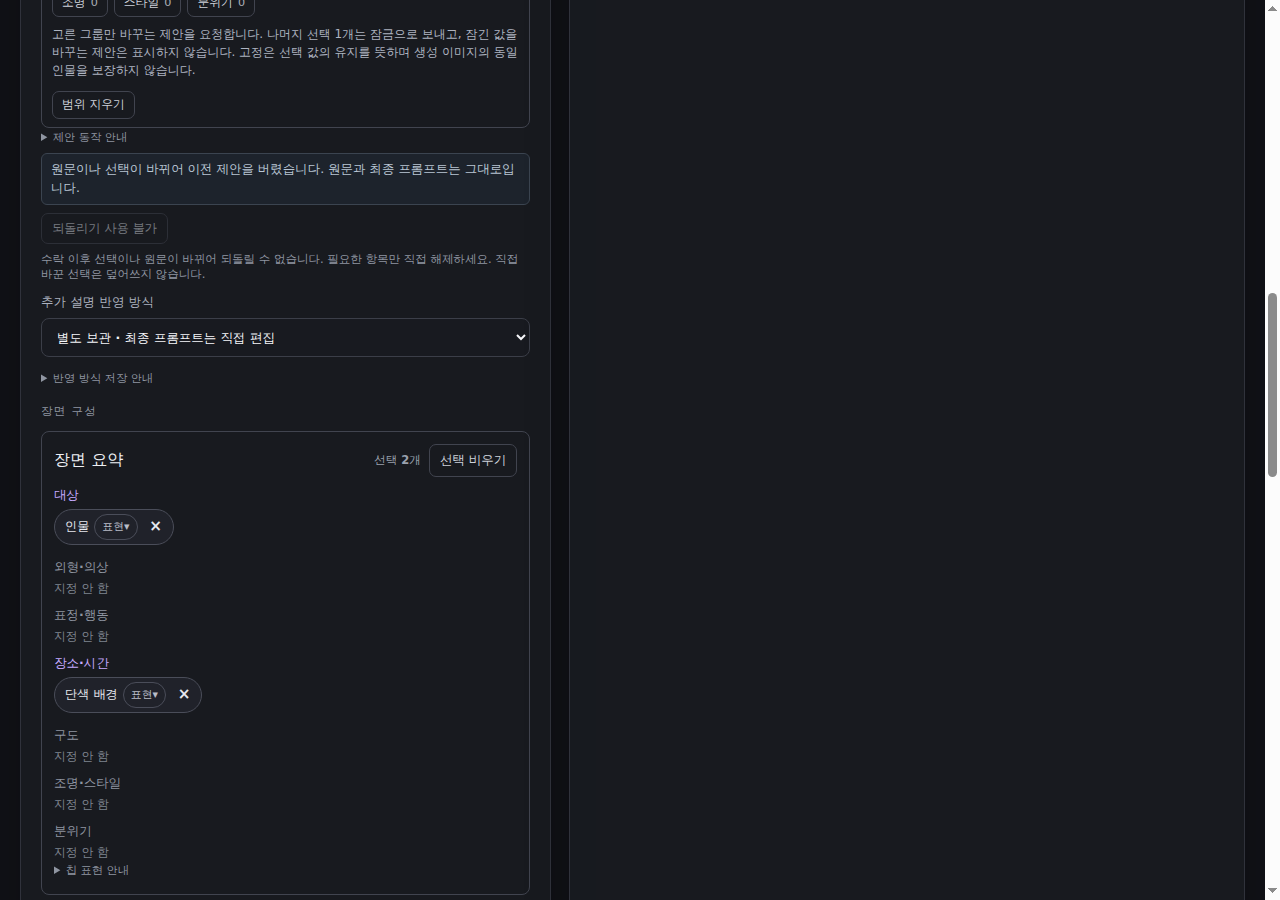 조명 0 스타일 0 분위기 0
고른 그룹만 바꾸는 제안을 요청합니다. 나머지 선택 1개는 잠금으로 보내고, 잠긴 값을
바꾸는 제안은 표시하지 않습니다. 고정은 선택 값의 유지를 뜻하며 생성 이미지의 동일
인물을 보장하지 않습니다.
범위 지우기
▶ 제안 동작 안내
원문이나 선택이 바뀌어 이전 제안을 버렸습니다. 원문과 최종 프롬프트는 그대로입
니다.
되돌리기 사용 불가
수락 이후 선택이나 원문이 바뀌어 되돌릴 수 없습니다. 필요한 항목만 직접 해제하세요. 직접
바꾼 선택은 덮어쓰지 않습니다.
추가 설명 반영 방식
별도 보관 · 최종 프롬프트는 직접 편집
▶ 반영 방식 저장 안내
장면 구성
장면 요약 선택 2개 선택 비우기
대상
인물 표현▾ ×
외형·의상
지정 안 함
표정·행동
지정 안 함
장소·시간
단색 배경 표현▾ ×
구도
지정 안 함
조명·스타일
지정 안 함
분위기
지정 안 함
▶ 칩 표현 안내